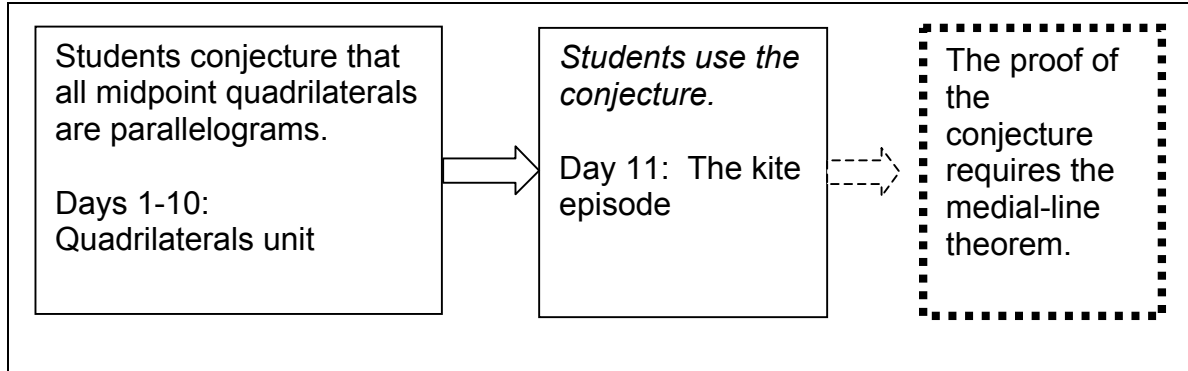 Students conjecture that
all midpoint quadrilaterals
are parallelograms.
Days 1-10:
Quadrilaterals unit
Students use the
conjecture.
Day 11: The kite
episode
The proof of
the
conjecture
requires the
medial-line
theorem.